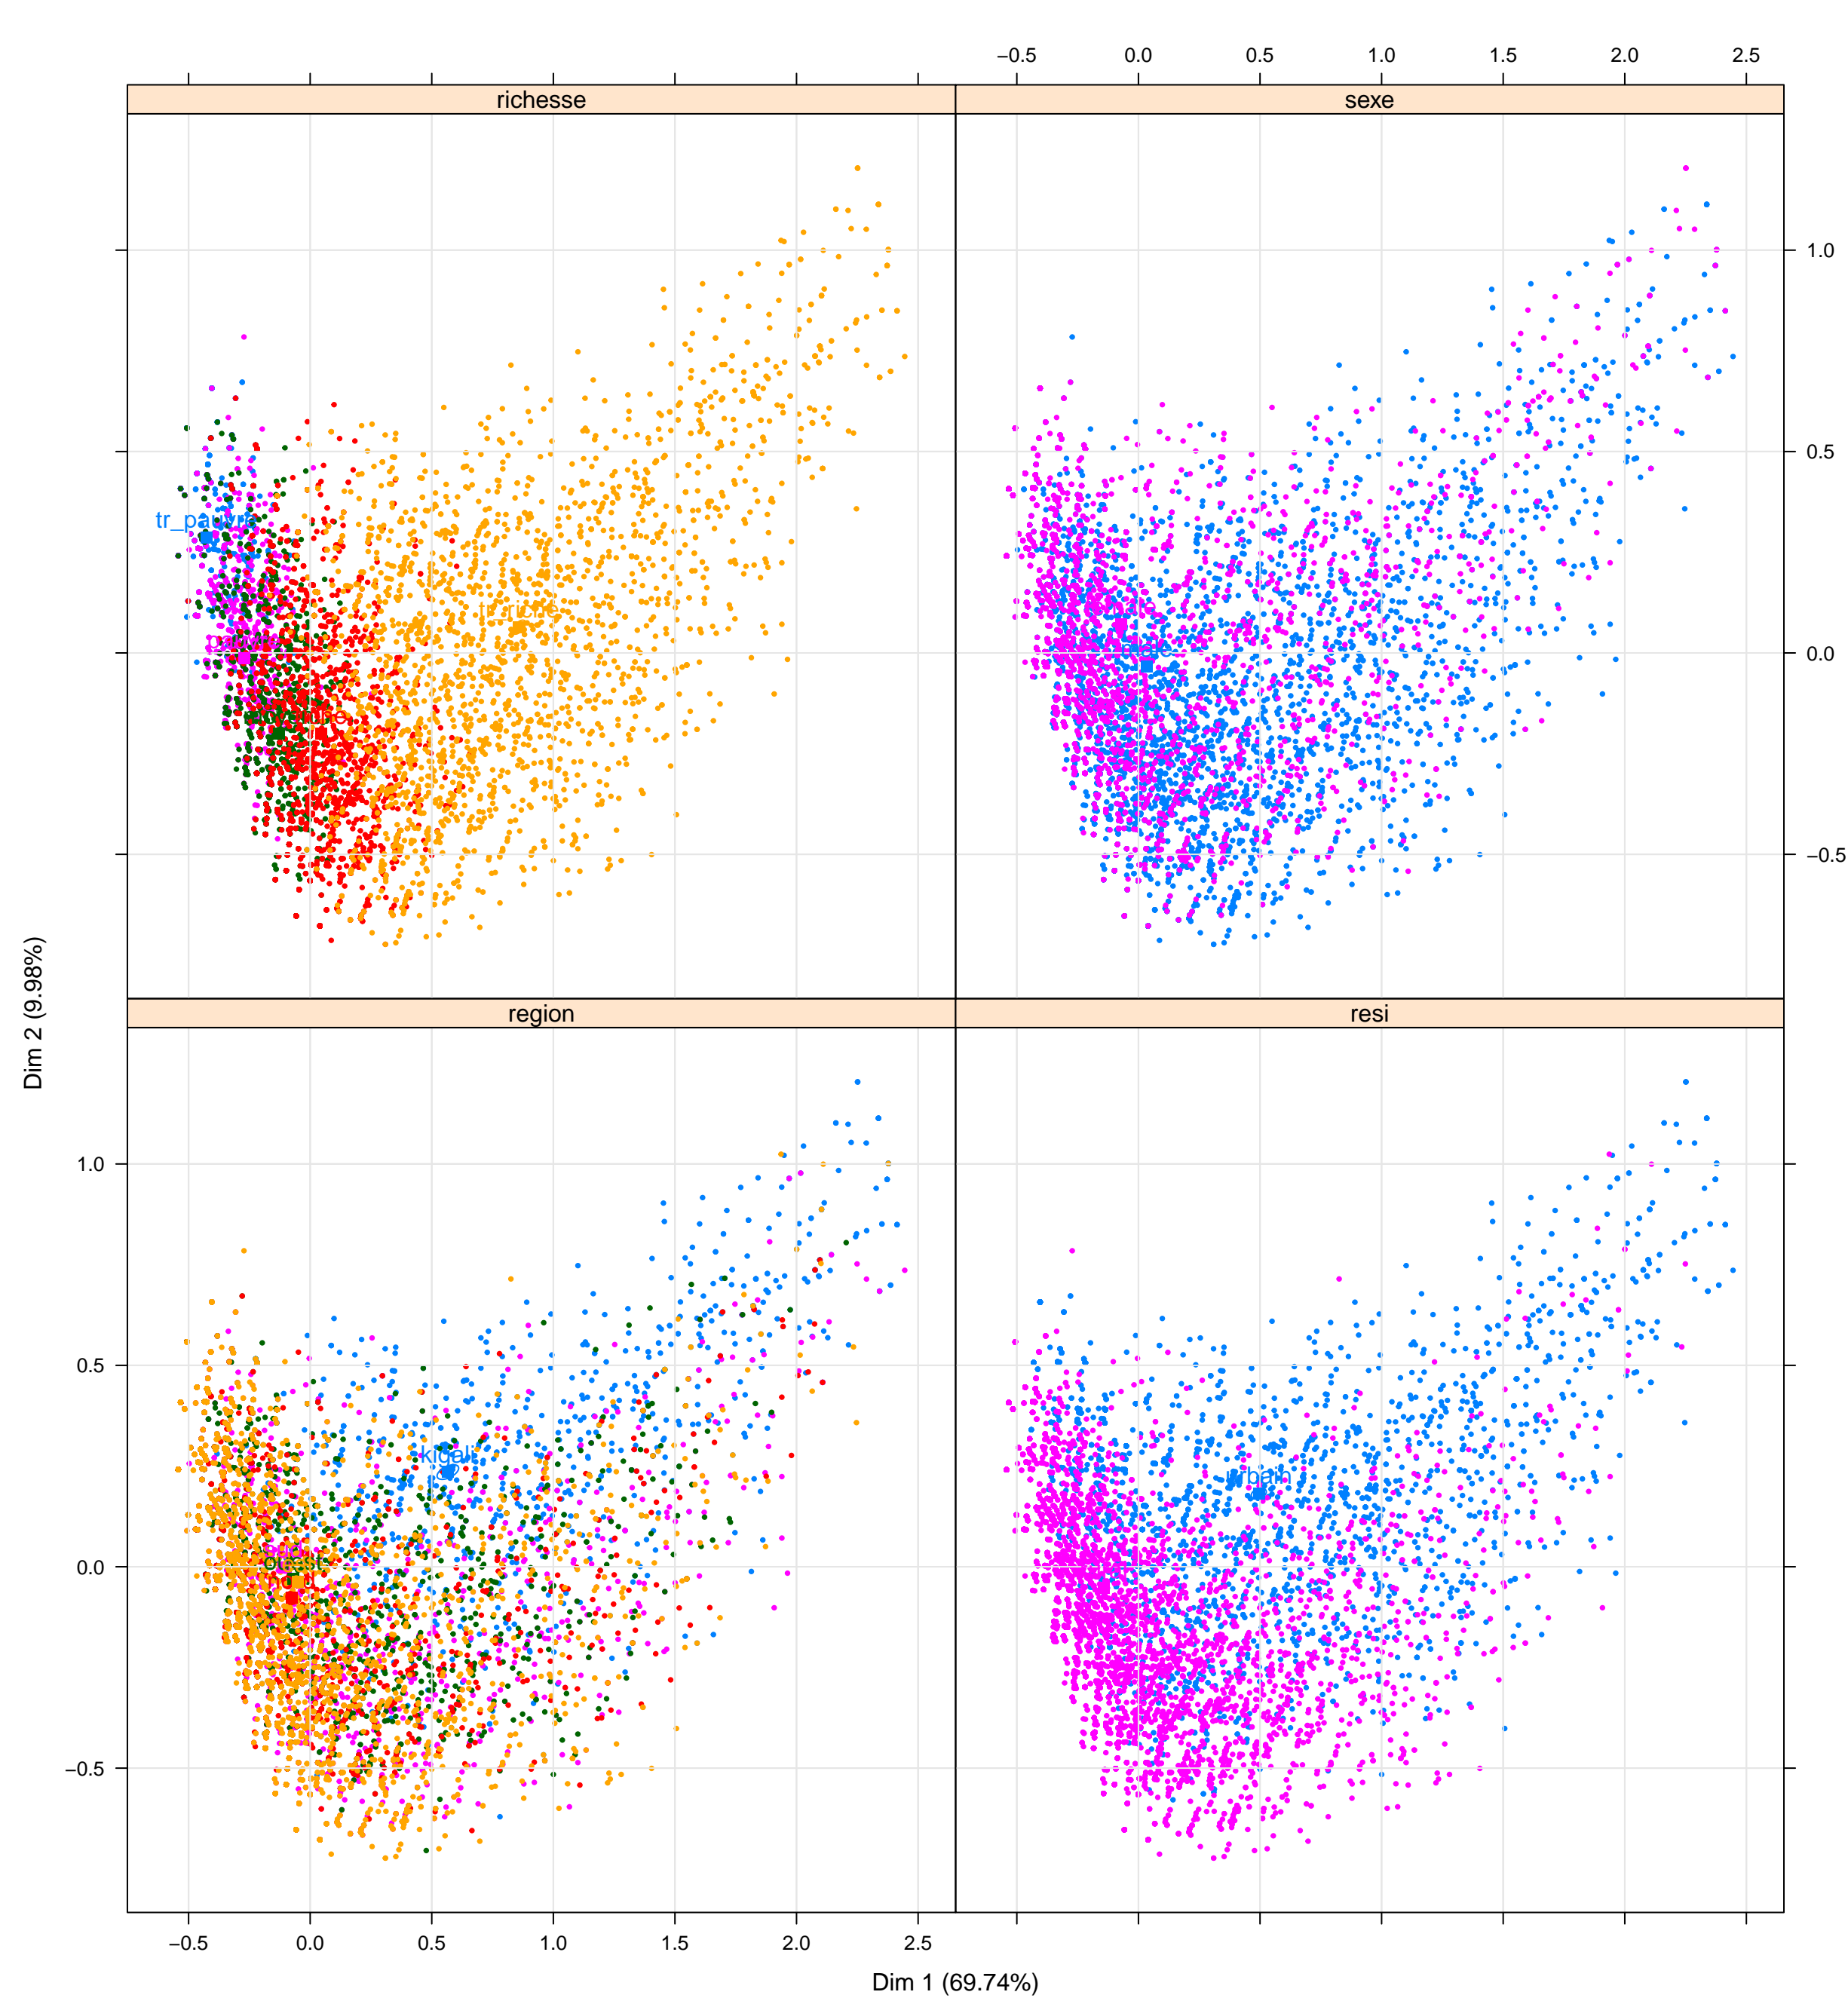 −0.5 0.0 0.5 1.0 1.5 2.0 2.5
richesse sexe
tr_pauvre
pauvre
tr_riche
1.0
0.5
0.0
−0.5
region resi
kigali
urbain
ouest
1.0
0.5
0.0
−0.5
−0.5 0.0 0.5 1.0 1.5 2.0 2.5
Dim 1 (69.74%)
Dim 2 (9.98%)